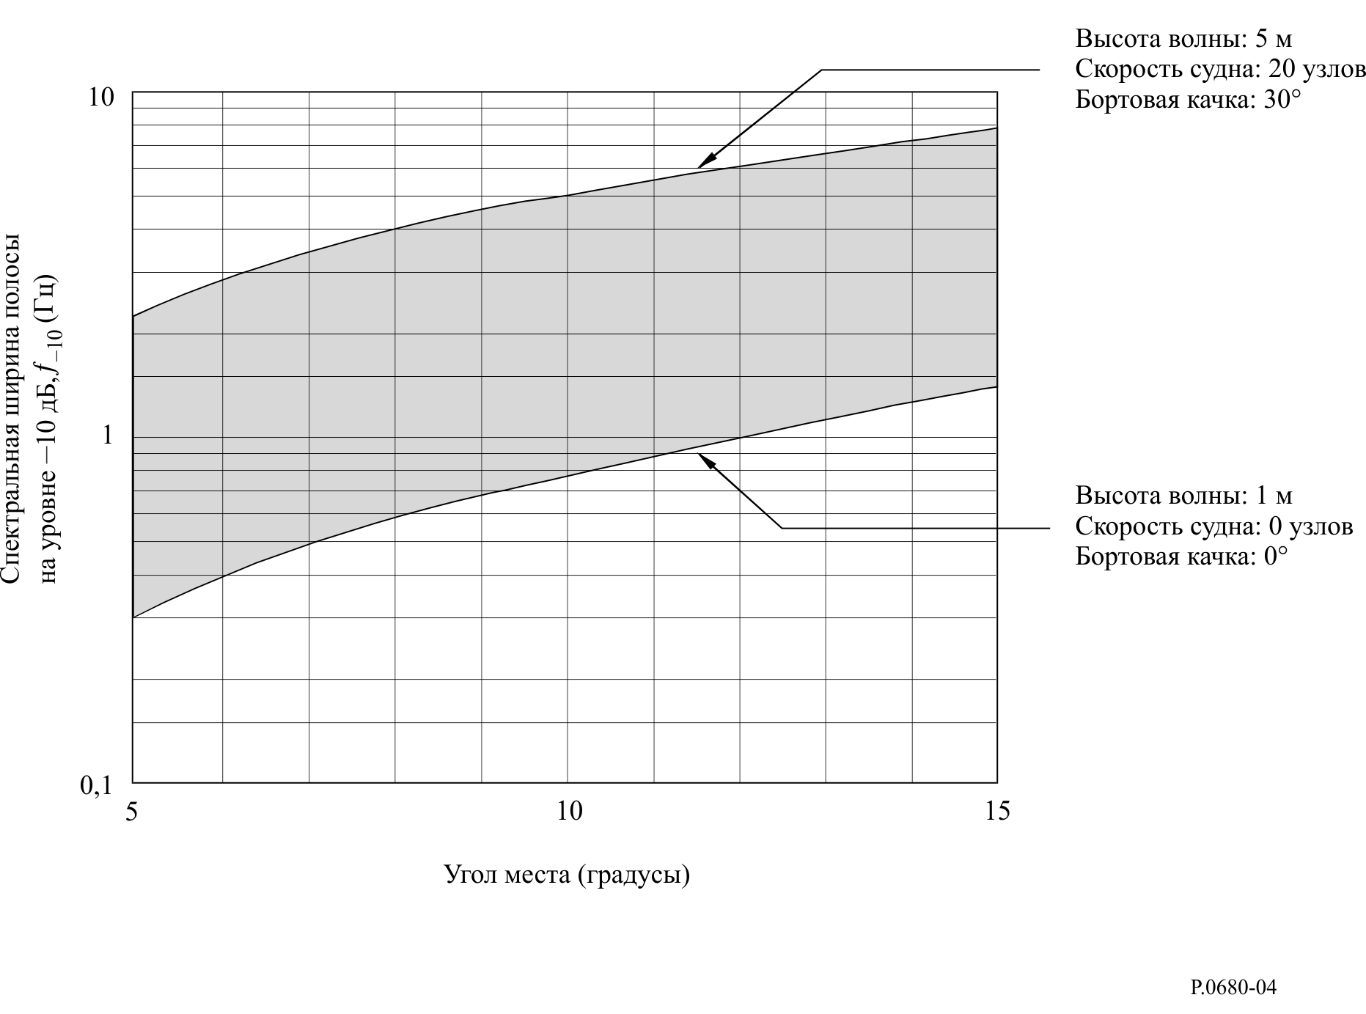 Высота волны: 5 м
Скорость судна: 20 узлов
Бортовая качка: 30°
10
1
0,1
Спектральная ширина полосы
на уровне –10 дБ, f–10 (Гц)
Высота волны: 1 м
Скорость судна: 0 узлов
Бортовая качка: 0°
5
10
15
Угол места (градусы)
P.0680-04